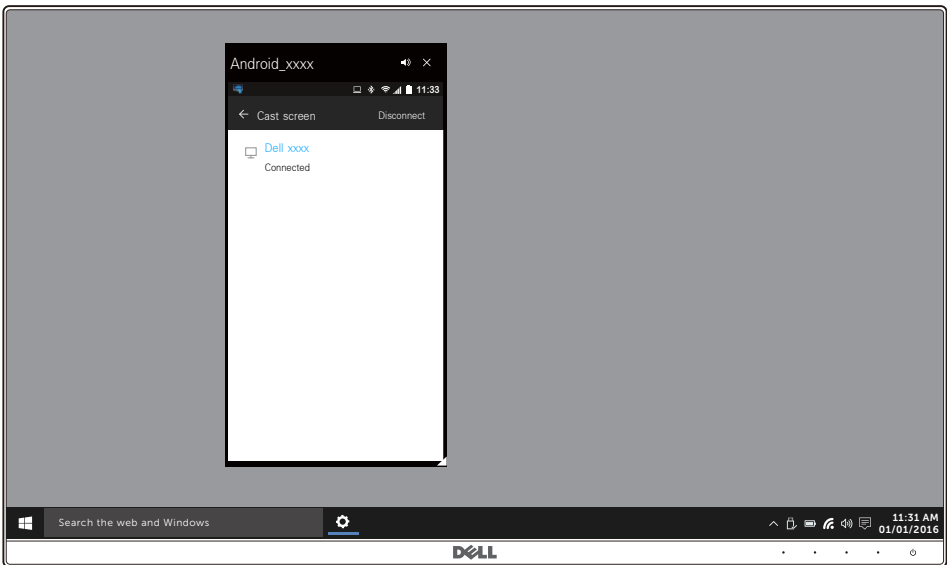 Android_xxxx
11:33
Cast screen Disconnect
Dell xxxx
Connected
Search the web and Windows
11:31 AM
01/01/2016
DELL